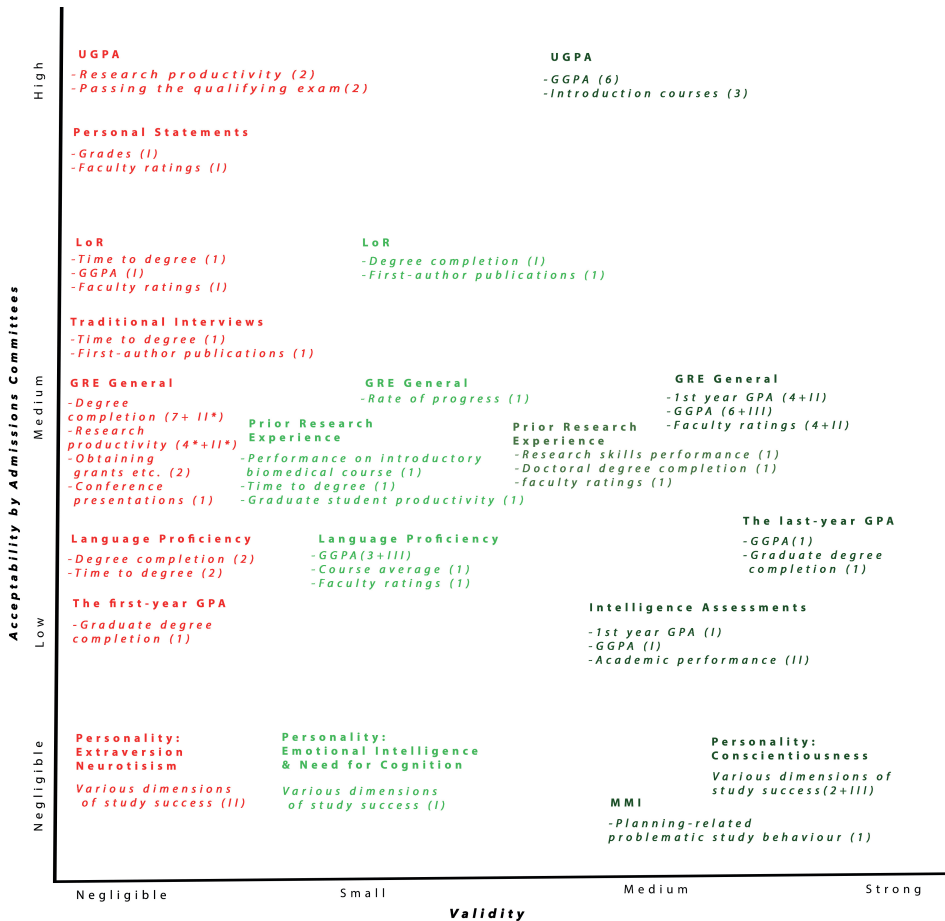 Acceptability by Admissions Committees
High
Medium
Low
Negligible
UGPA
-Research productivity (2)
-Passing the qualifying exam(2)
UGPA
-GGPA (6)
-Introduction courses (3)
Personal Statements
-Grades (I)
-Faculty ratings (I)
LoR
-Time to degree (1)
-GGPA (I)
-Faculty ratings (I)
LoR
-Degree completion (I)
-First-author publications (1)
Traditional Interviews
-Time to degree (1)
-First-author publications (1)
GRE General
-Degree
completion (7+ II*)
-Research
productivity (4*+II*)
-Obtaining
grants etc. (2)
-Conference
presentations (1)
GRE General
-Rate of progress (1)
Prior Research
Experience
-Performance on introductory
biomedical course (1)
-Time to degree (1)
-Graduate student productivity (1)
Prior Research
Experience
-Research skills performance (1)
-Doctoral degree completion (1)
-faculty ratings (1)
GRE General
-1st year GPA (4+II)
-GGPA (6+III)
-Faculty ratings (4+II)
Language Proficiency
-Degree completion (2)
-Time to degree (2)
Language Proficiency
-GGPA(3+III)
-Course average (1)
-Faculty ratings (1)
The last-year GPA
-GGPA(1)
-Graduate degree
completion (1)
The first-year GPA
-Graduate degree
completion (1)
Intelligence Assessments
-1st year GPA (I)
-GGPA (I)
-Academic performance (II)
Personality:
Extraversion
Neurotisism
Various dimensions
of study success (II)
Personality:
Emotional Intelligence
& Need for Cognition
Various dimensions
of study success (I)
Personality:
Conscientiousness
Various dimensions of
study success(2+III)
MMI
-Planning-related
problematic study behaviour (1)
Negligible
Small
Medium
Strong
Validity